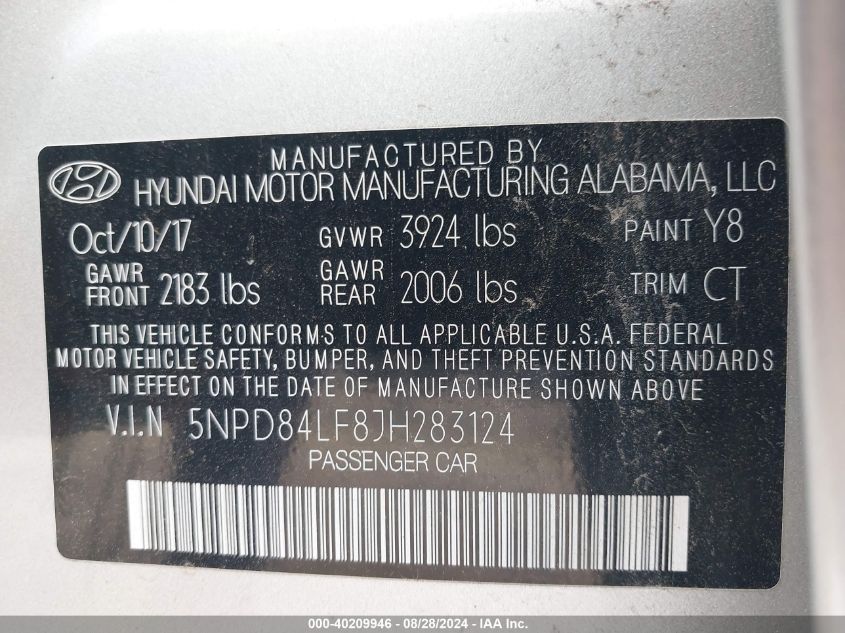 MANUFACTURED BY
HYUNDAI MOTOR MANUFACTURING ALABAMA, LLC
Oct/10/17 GVWR 3924 lbs PAINT Y8
GAWR FRONT 2183 lbs GAWR REAR 2006 lbs TRIM CT
THIS VEHICLE CONFORMS TO ALL APPLICABLE U.S.A. FEDERAL
MOTOR VEHICLE SAFETY, BUMPER, AND THEFT PREVENTION STANDARDS
IN EFFECT ON THE DATE OF MANUFACTURE SHOWN ABOVE
V.I.N 5NPD84LF8JH283124
PASSENGER CAR
000-40209946 - 08/28/2024 - IAA Inc.